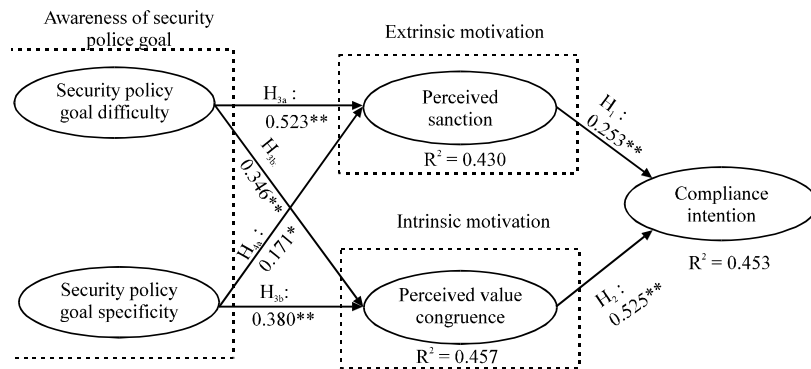 Awareness of security
police goal
Security policy
goal difficulty
Security policy
goal specificity
H3a :
0.523**
H3b:
0.346**
H4a:
0.171*
H3b:
0.380**
Extrinsic motivation
Perceived
sanction
R² = 0.430
Intrinsic motivation
Perceived value
congruence
R² = 0.457
H1 :
0.253**
H2 :
0.525**
Compliance
intention
R² = 0.453